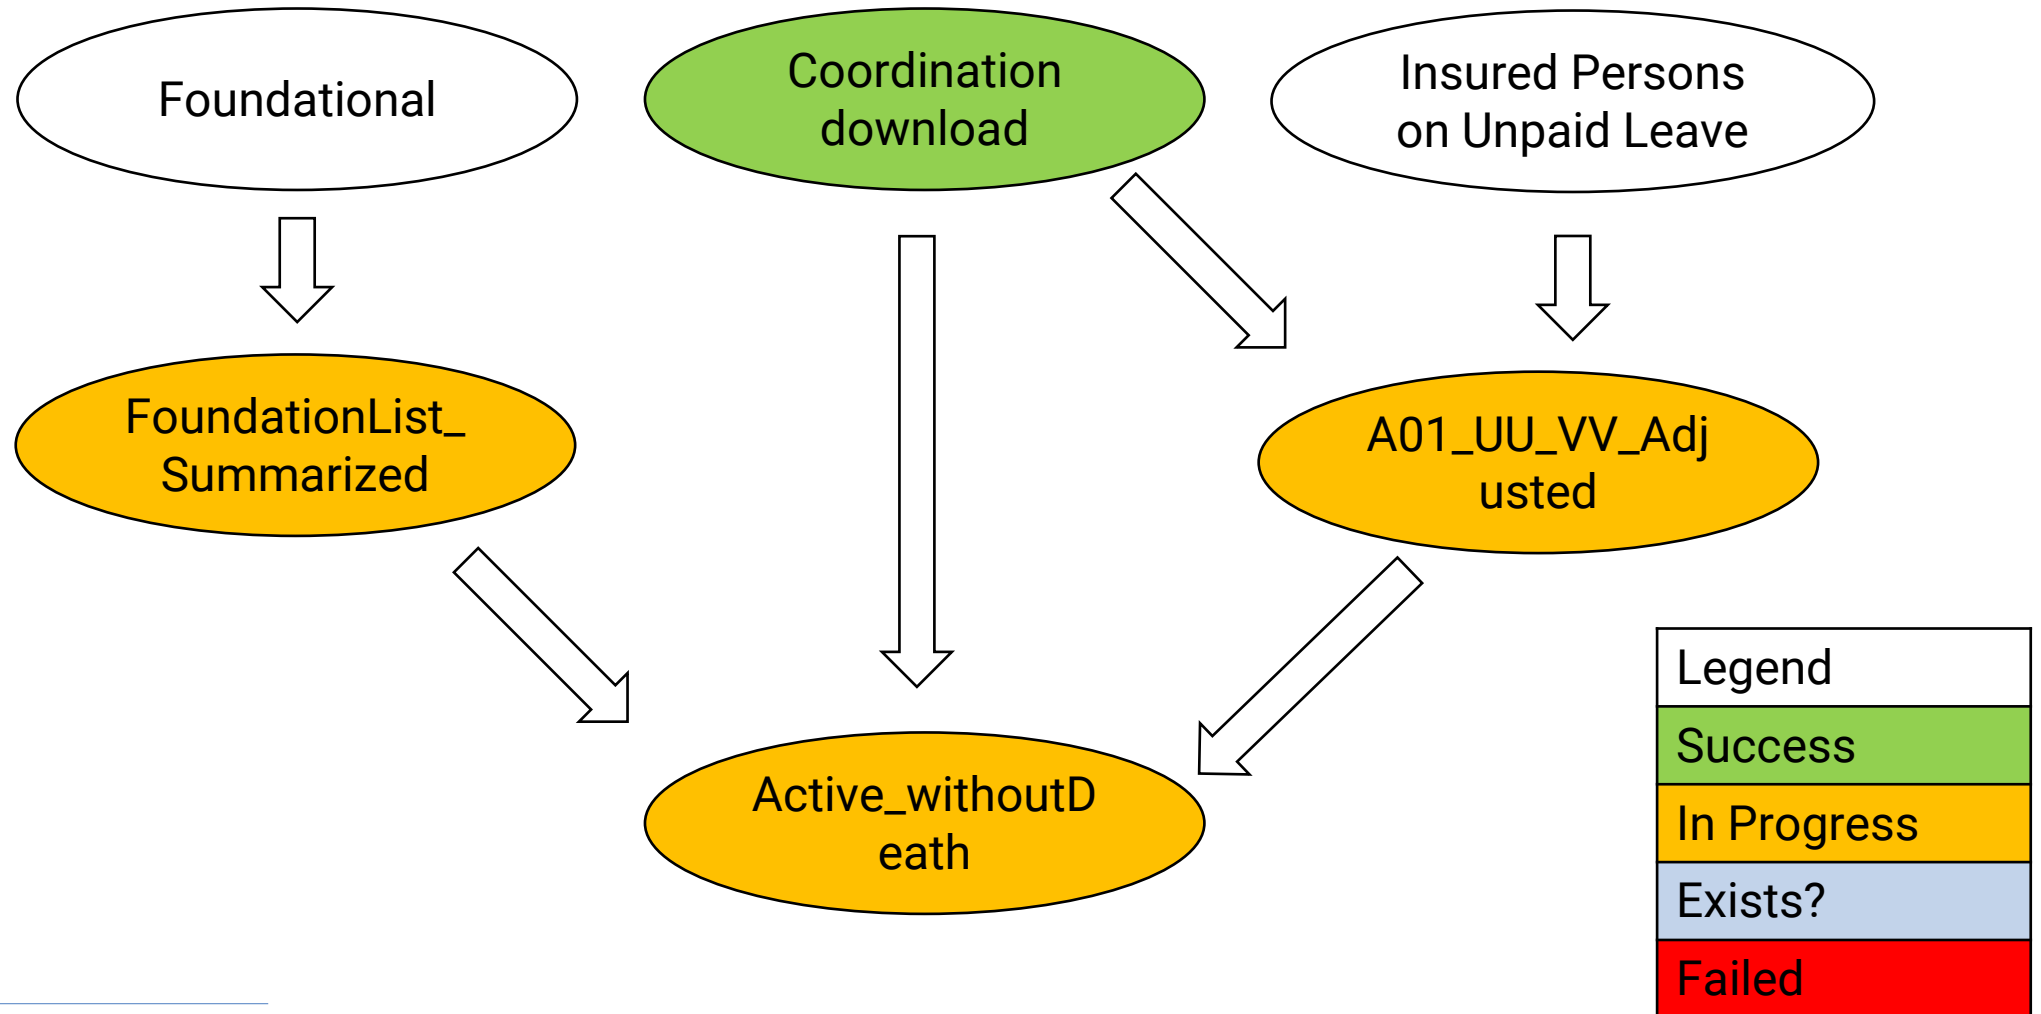 Foundational
Coordination
download
Insured Persons
on Unpaid Leave
FoundationList_
Summarized
A01_UU_VV_Adj
usted
Active_withoutD
eath
Legend
Success
In Progress
Exists?
Failed